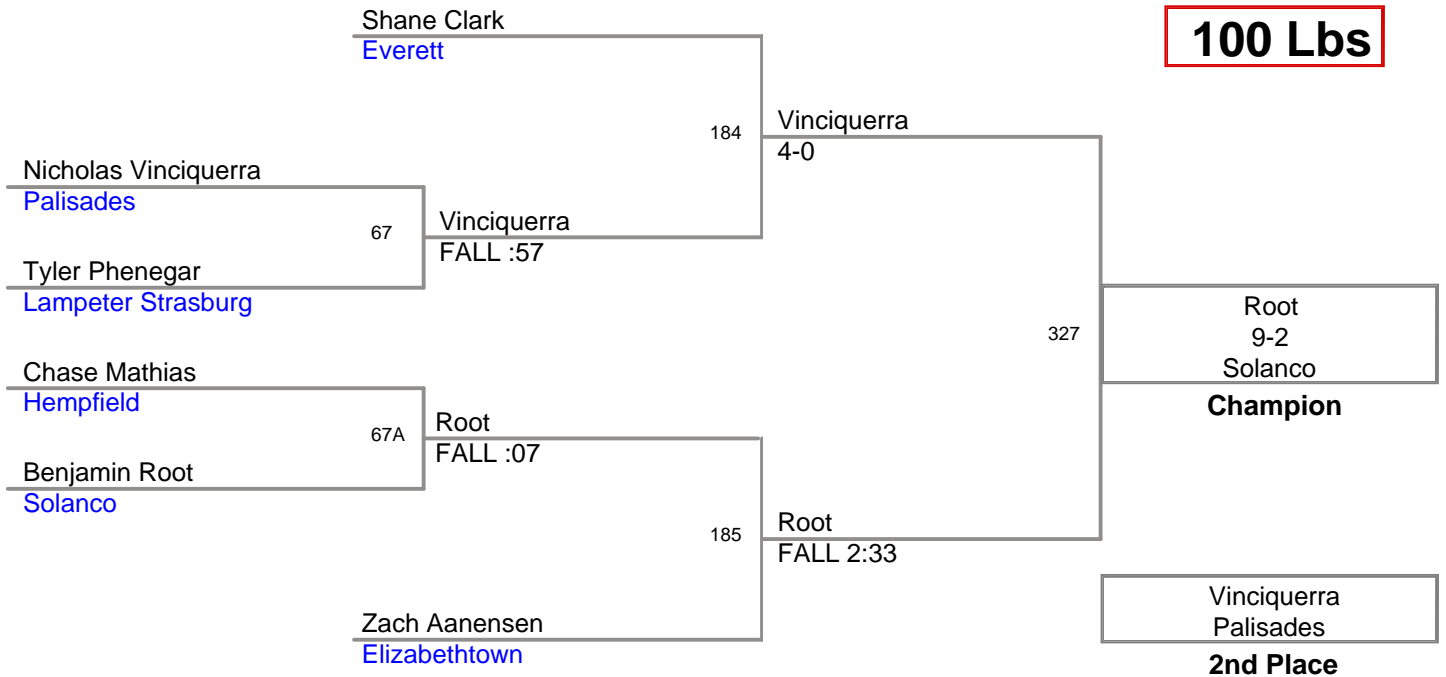 Shane Clark
Everett
100 Lbs
184
Vinciquerra
4-0
Nicholas Vinciquerra
Palisades
67
Vinciquerra
FALL :57
Tyler Phenegar
Lampeter Strasburg
327
Root
9-2
Solanco
Champion
Chase Mathias
Hempfield
67A
Root
FALL :07
Benjamin Root
Solanco
185
Root
FALL 2:33
Zach Aanensen
Elizabethtown
Vinciquerra
Palisades
2nd Place